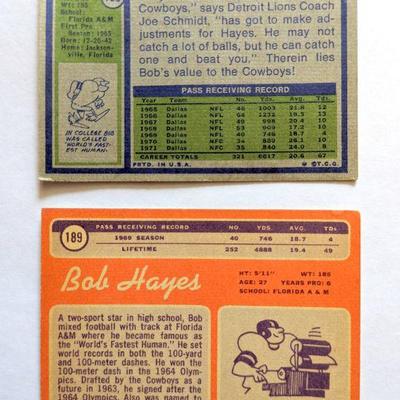 WT: 185
School:
Florida A&M
First Pro
Season: 1965
Born: 12-20-42
Home: Jackson-
ville, Florida
IN COLLEGE BOB
WAS CALLED
"WORLD'S FAST-
EST HUMAN."
Cowboys," says Detroit Lions Coach
Joe Schmidt, "has got to make ad-
justments for Hayes. He may not
catch a lot of balls, but he can catch
one and beat you." Therein lies
Bob's value to the Cowboys!
PASS RECEIVING RECORD
Year Team No. Yds. Avg. TDs
1965 Dallas NFL 46 1003 21.8 12
1966 Dallas NFL 64 1232 19.3 13
1967 Dallas NFL 49 998 20.4 10
1968 Dallas NFL 53 909 17.2 10
1969 Dallas NFL 40 746 18.7 4
1970 Dallas NFL 34 889 26.1 10
1971 Dallas NFL 35 840 24.0 8
CAREER TOTALS 321 6617 20.6 67
PRTD. IN U.S.A. © T.C.G.
189
PASS RECEIVING RECORD NO. YDS. AVG. TDs
1969 SEASON 40 746 18.7 4
LIFETIME 252 4888 19.4 49
Bob Hayes
HT: 5'11" WT: 185
AGE: 27 YEARS PRO: 6
SCHOOL: FLORIDA A & M
A two-sport star in high school, Bob
mixed football with track at Florida
A&M where he became famous as
the "World's Fastest Human." He set
world records in both the 100-yard
and 100-meter dashes. He won the
100-meter dash in the 1964 Olym-
pics. Drafted by the Cowboys as a
future in 1963, he signed after the
1964 Olympics. Also was named to